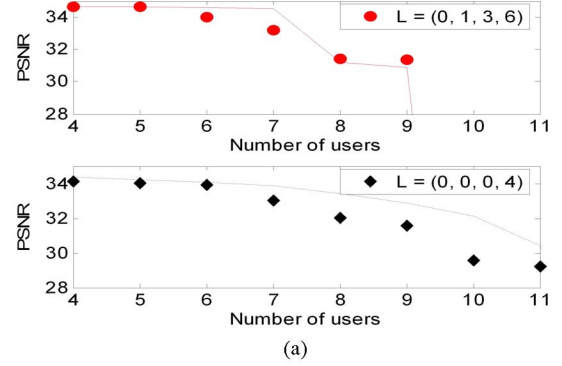 34
32
30
28
PSNR
L = (0, 1, 3, 6)
4 5 6 7 8 9 10 11
Number of users
34
32
30
28
PSNR
L = (0, 0, 0, 4)
4 5 6 7 8 9 10 11
Number of users
(a)